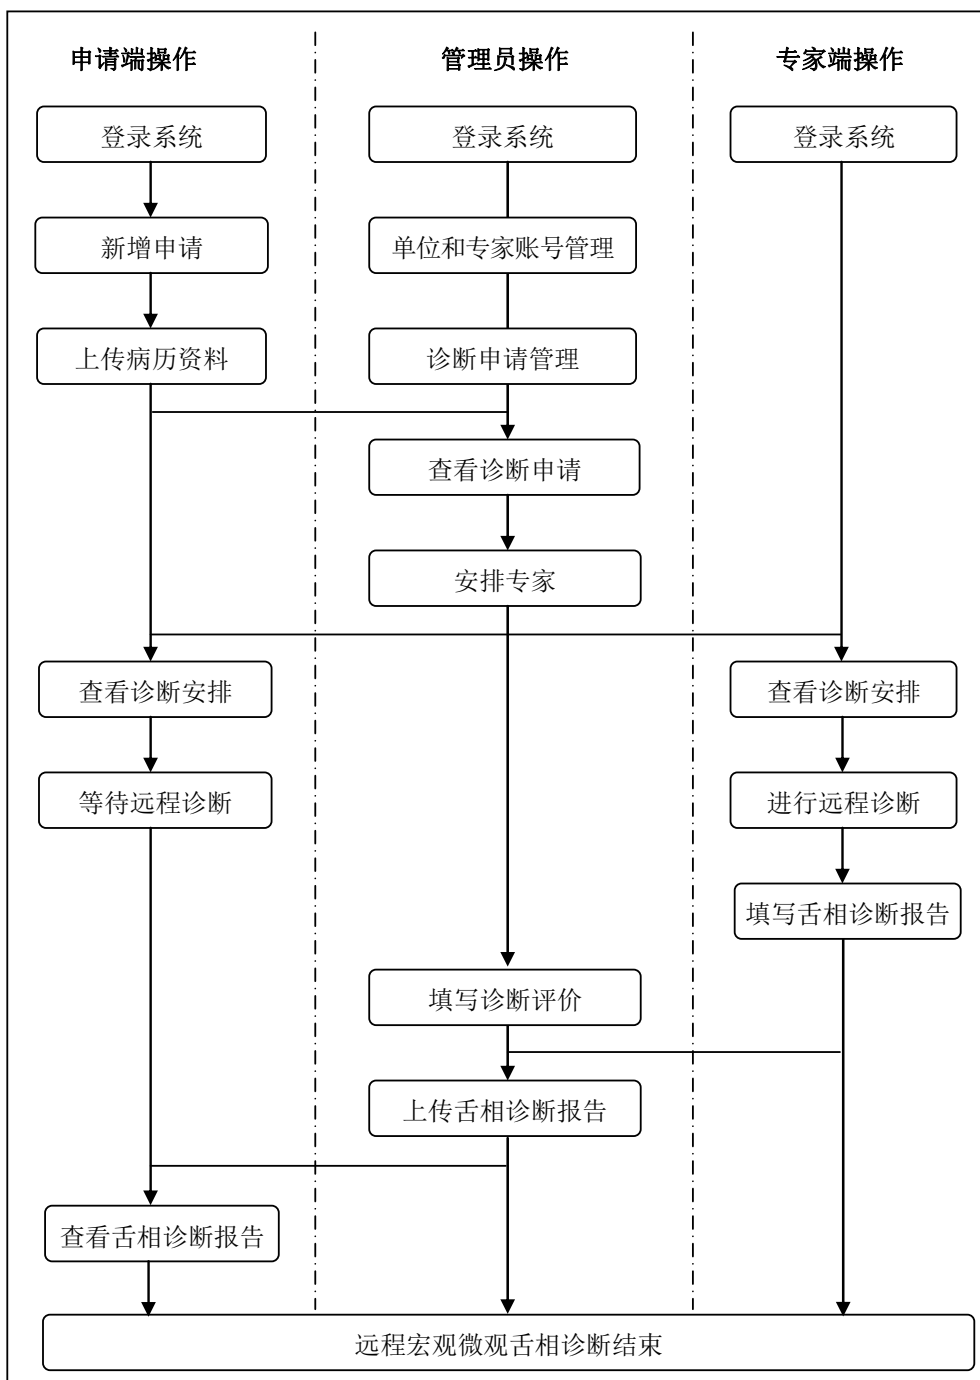 申请端操作
管理员操作
专家端操作
登录系统
登录系统
登录系统
新增申请
单位和专家账号管理
上传病历资料
诊断申请管理
查看诊断申请
安排专家
查看诊断安排
查看诊断安排
等待远程诊断
进行远程诊断
填写舌相诊断报告
填写诊断评价
上传舌相诊断报告
查看舌相诊断报告
远程宏观微观舌相诊断结束